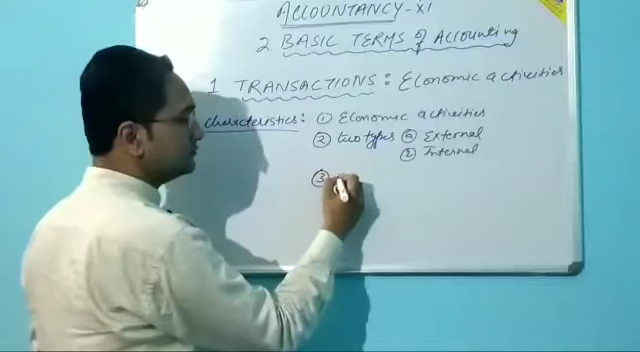 ACCOUNTANCY-XI
2 BASIC TERMS of Accounting
1 TRANSACTIONS : Economic activities
characteristics : ① Economic activities
② two types ⓐ External
ⓑ Internal
③